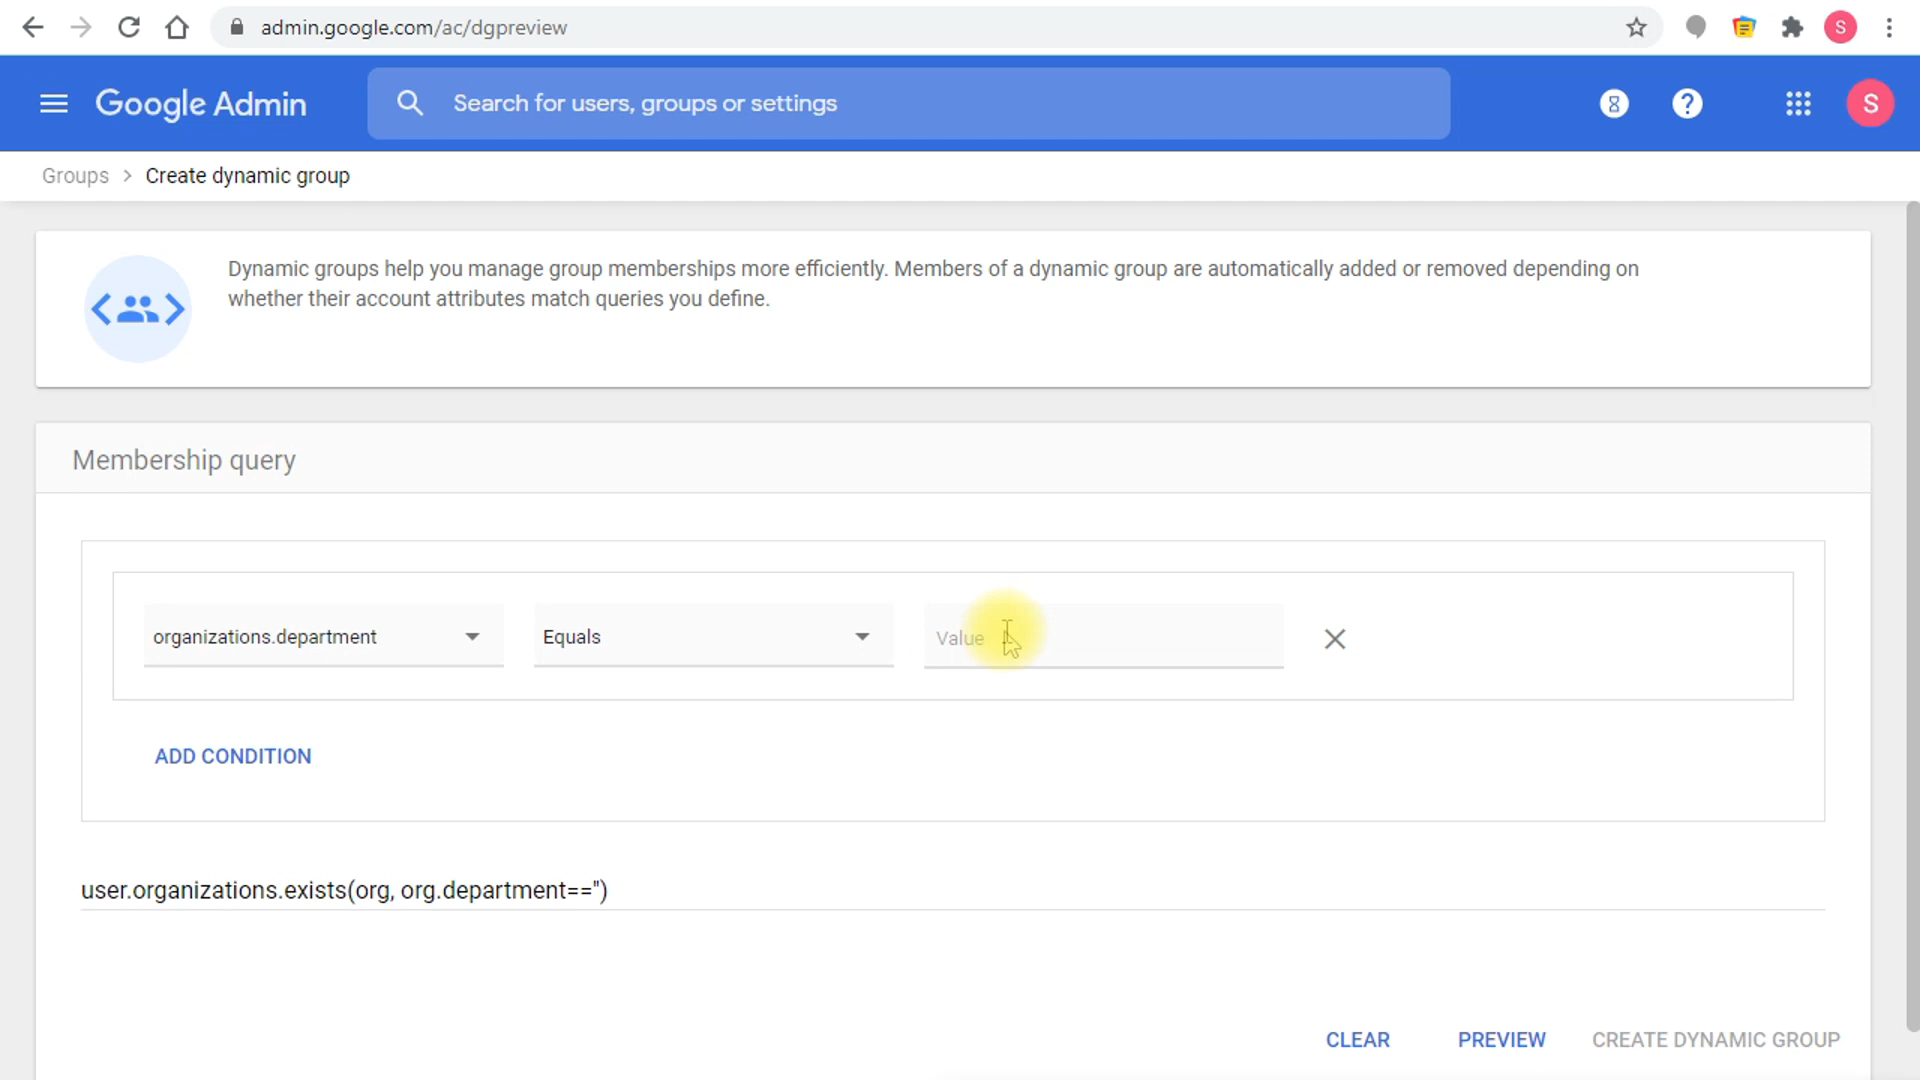 admin.google.com/ac/dgpreview
S
Google Admin
Search for users, groups or settings
8
?
S
Groups > Create dynamic group
Dynamic groups help you manage group memberships more efficiently. Members of a dynamic group are automatically added or removed depending on
whether their account attributes match queries you define.
Membership query
organizations.department
Equals
Value
ADD CONDITION
user.organizations.exists(org, org.department=='')
CLEAR
PREVIEW
CREATE DYNAMIC GROUP